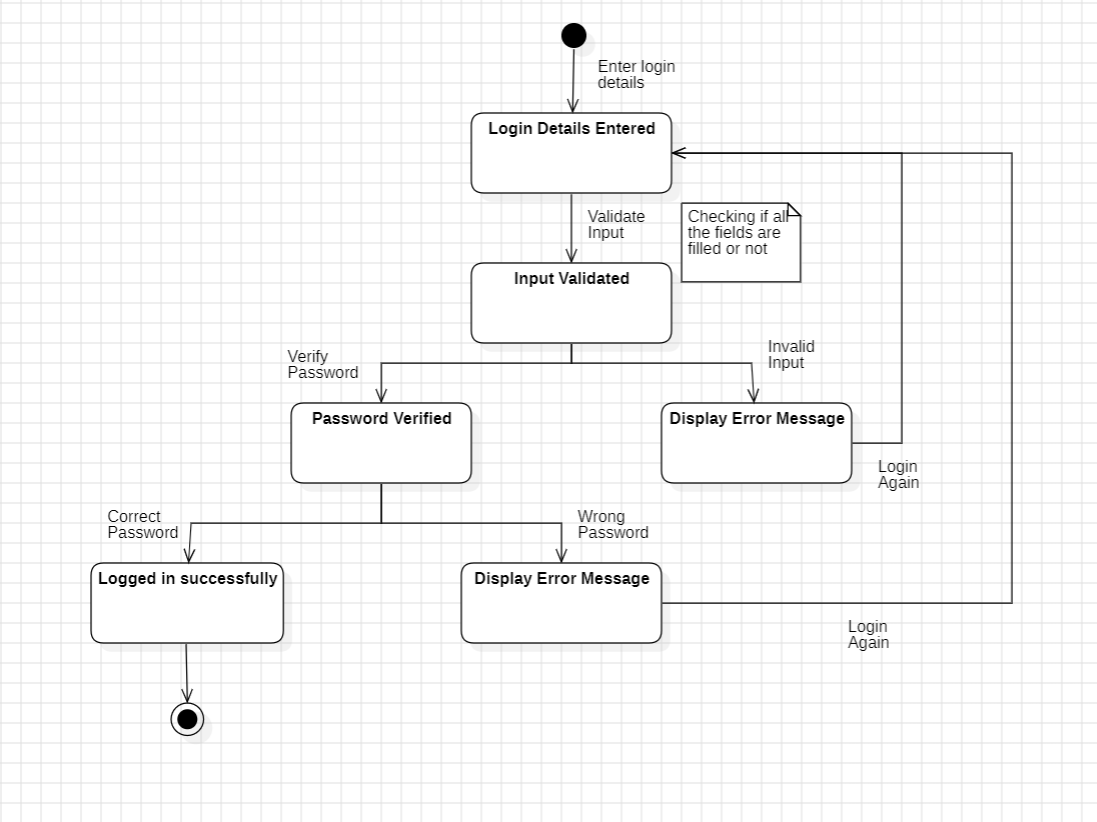 Enter login
details
Login Details Entered
Validate
Input
Checking if all
the fields are
filled or not
Input Validated
Verify
Password
Invalid
Input
Password Verified
Display Error Message
Login
Again
Correct
Password
Wrong
Password
Logged in successfully
Display Error Message
Login
Again